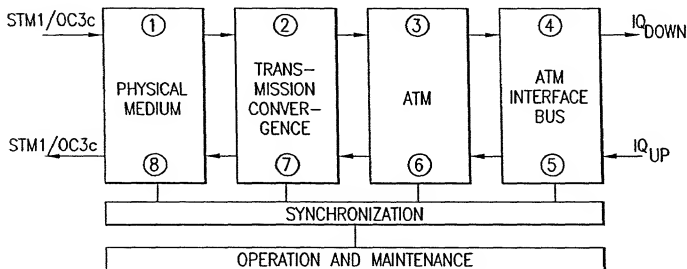 STM1/OC3c
① ② ③ ④
IQ DOWN
PHYSICAL
MEDIUM
TRANS-
MISSION
CONVER-
GENCE
ATM
ATM
INTERFACE
BUS
STM1/OC3c
⑧ ⑦ ⑥ ⑤
IQ UP
SYNCHRONIZATION
OPERATION AND MAINTENANCE